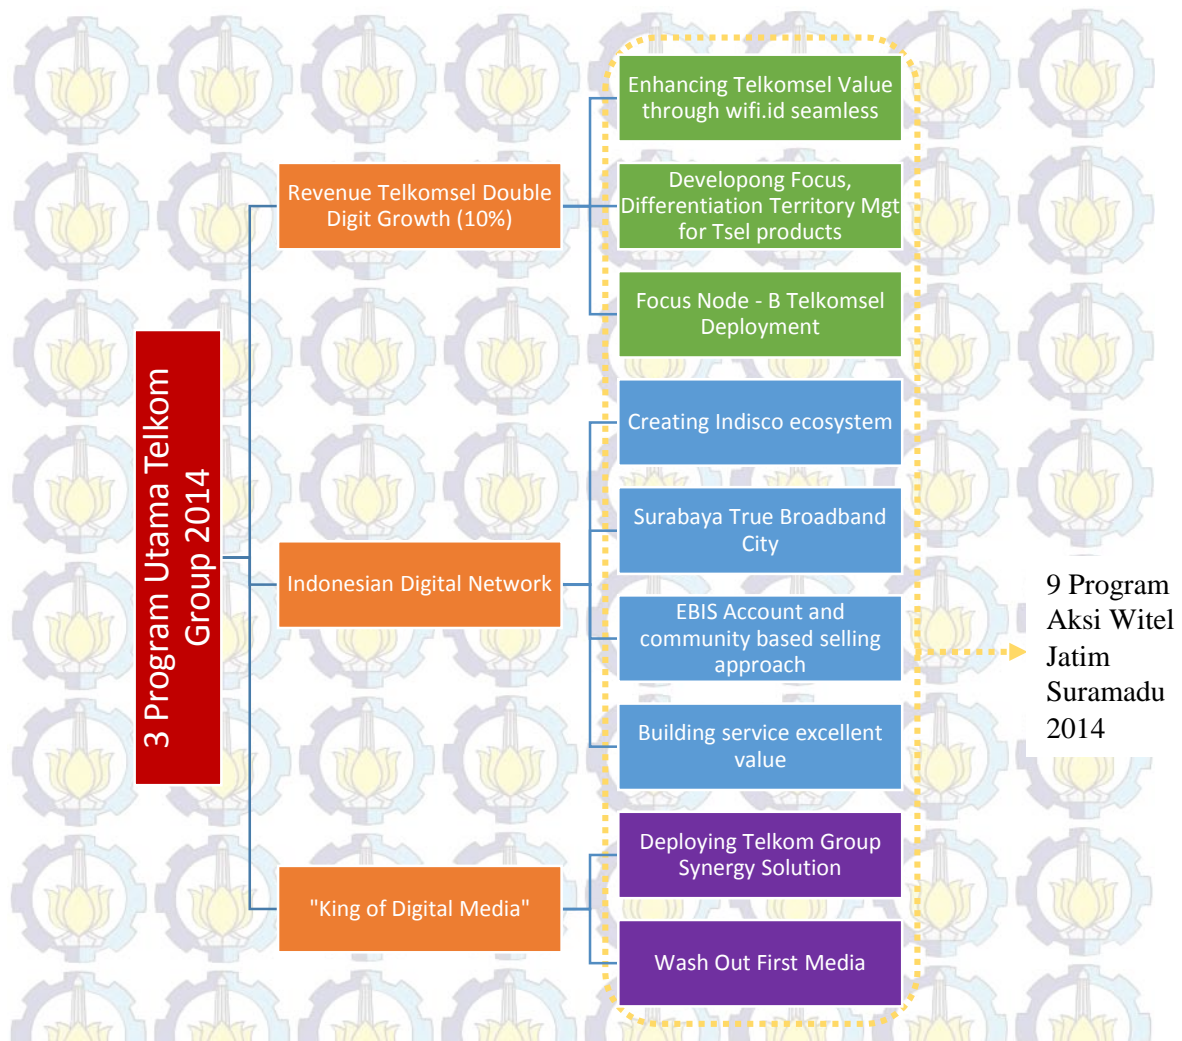 3 Program Utama Telkom
Group 2014
Revenue Telkomsel Double
Digit Growth (10%)
Enhancing Telkomsel Value
through wifi.id seamless
Developong Focus,
Differentiation Territory Mgt
for Tsel products
Focus Node - B Telkomsel
Deployment
Indonesian Digital Network
Creating Indisco ecosystem
Surabaya True Broadband
City
EBIS Account and
community based selling
approach
Building service excellent
value
"King of Digital Media"
Deploying Telkom Group
Synergy Solution
Wash Out First Media
9 Program
Aksi Witel
Jatim
Suramadu
2014